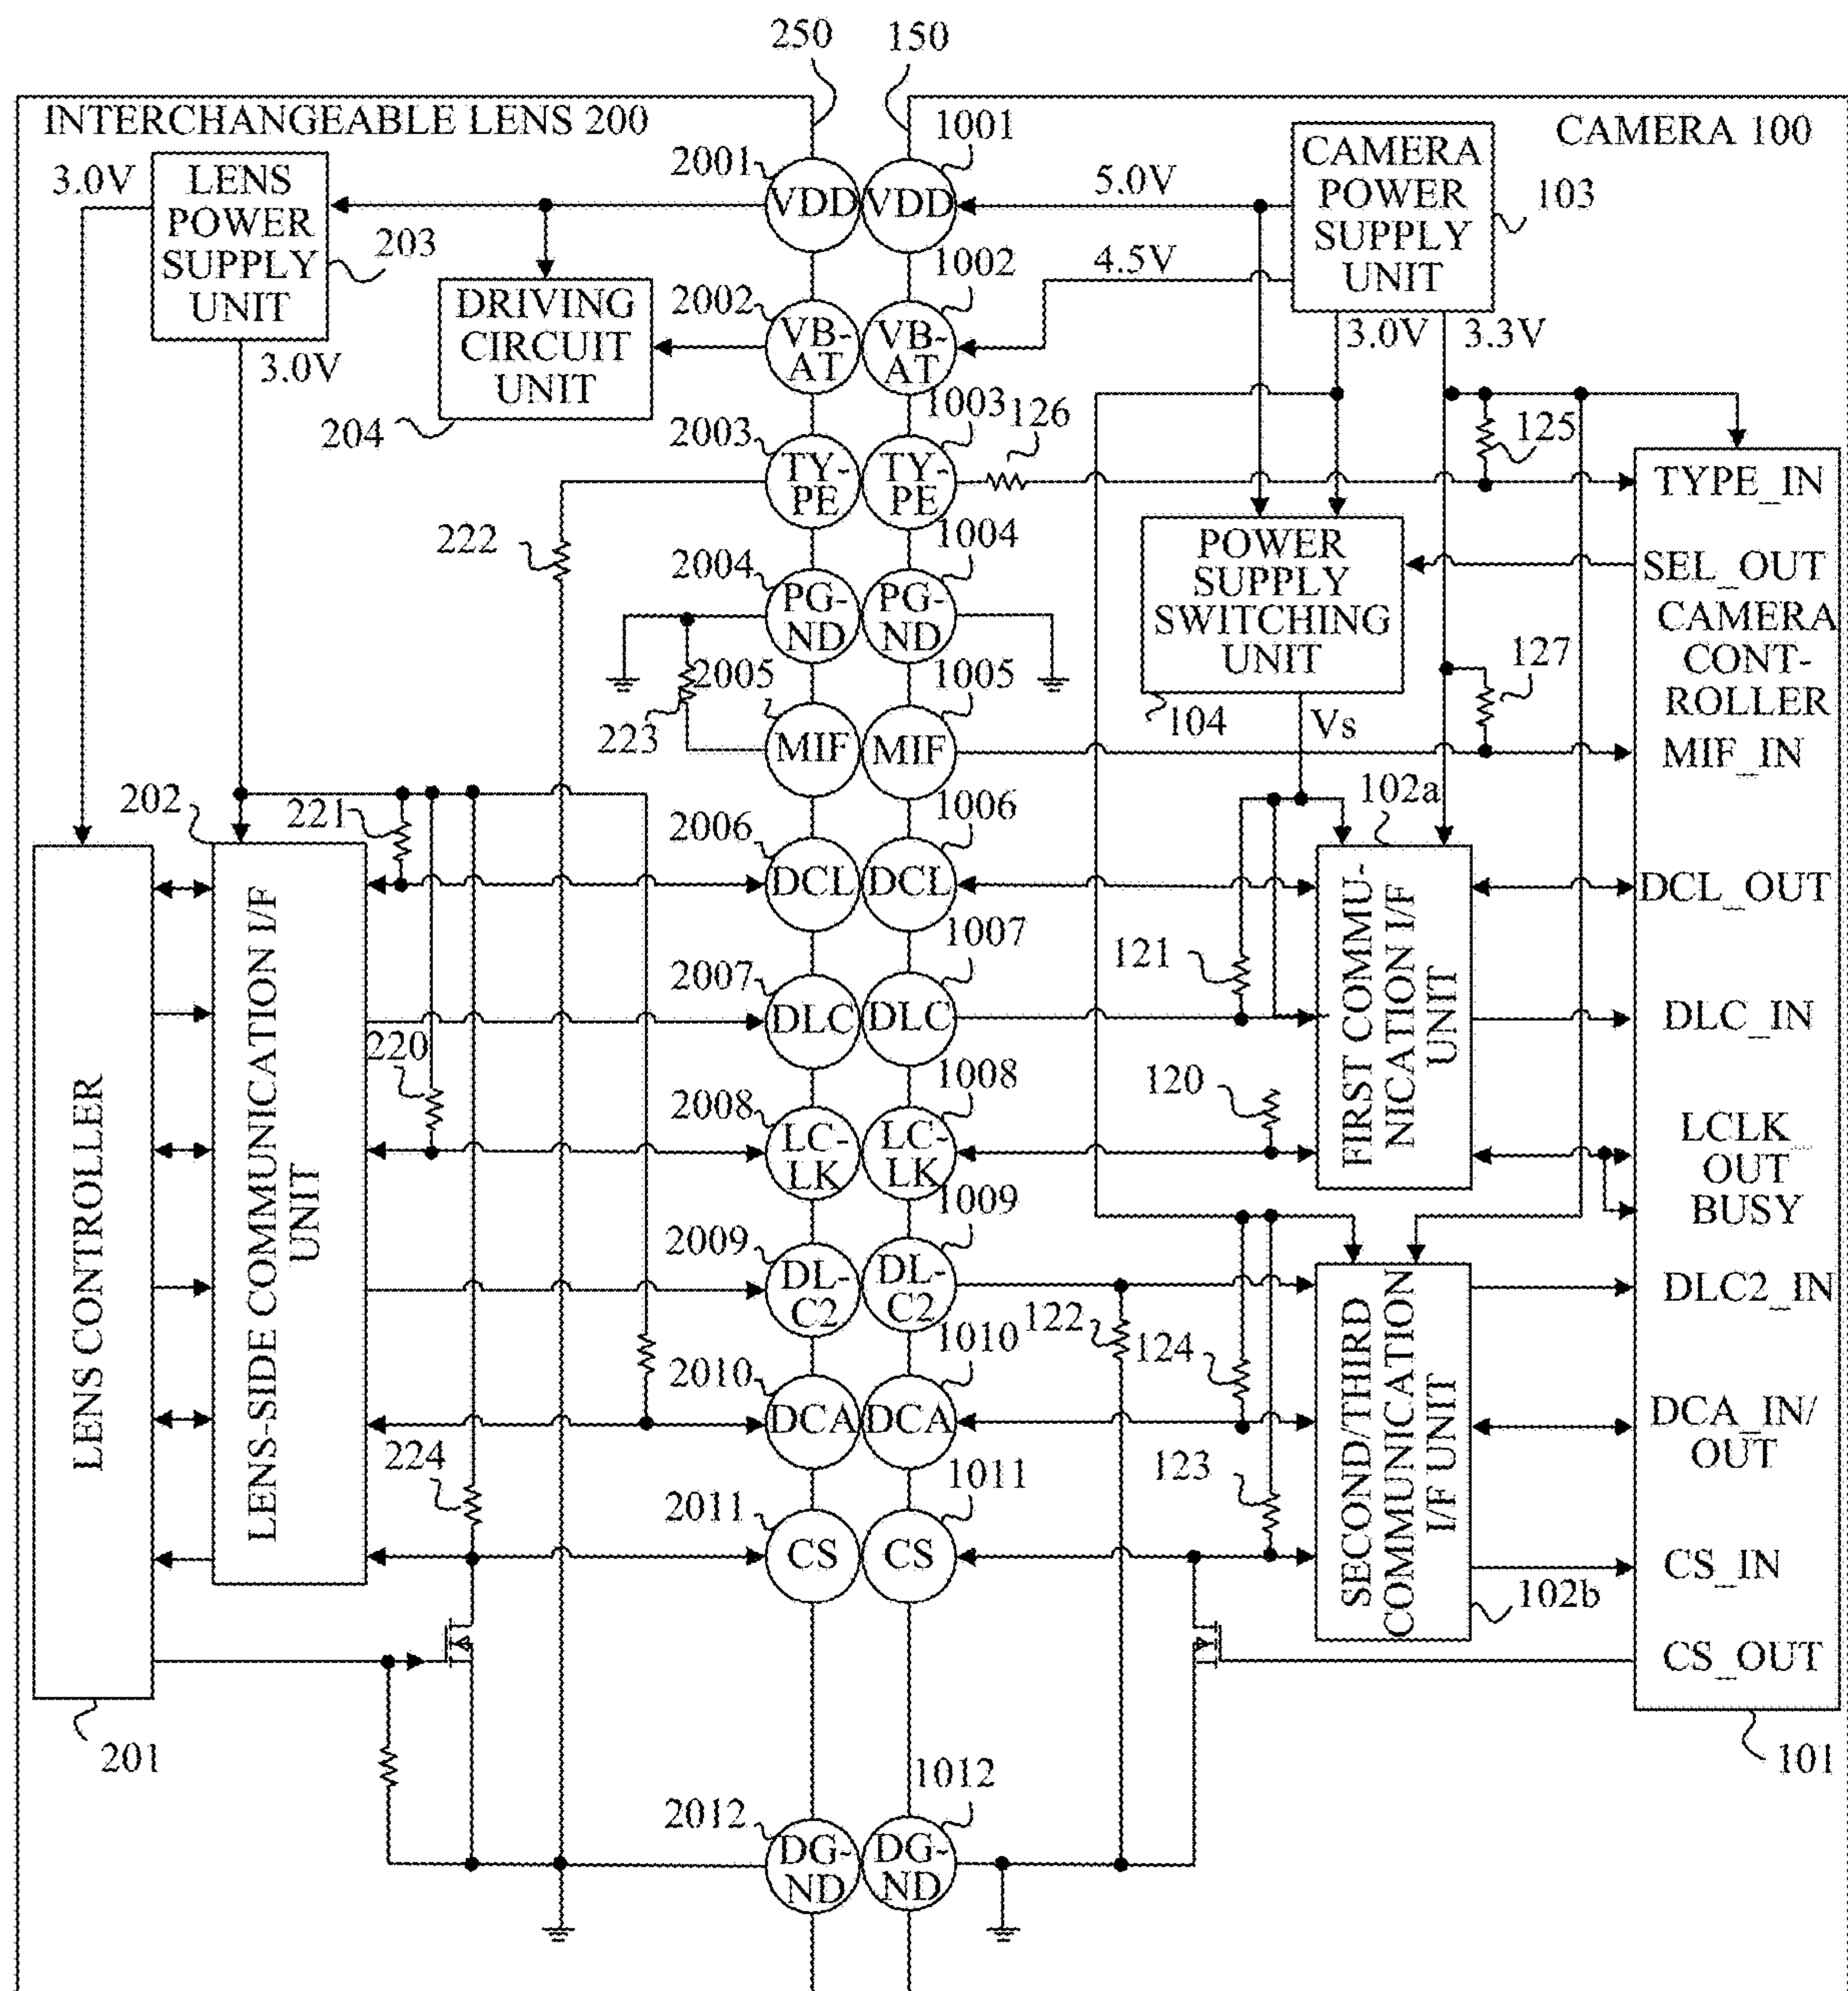 250
150
INTERCHANGEABLE LENS 200
CAMERA 100
3.0V
LENS
POWER
SUPPLY
UNIT
203
3.0V
DRIVING
CIRCUIT
UNIT
204
2001
VDD
VDD
1001
5.0V
CAMERA
POWER
SUPPLY
UNIT
103
2002
VB-
AT
VB-
AT
1002
4.5V
3.0V
3.3V
2003
TY-
PE
TY-
PE
1003
126
125
TYPE_IN
222
2004
PG-
ND
PG-
ND
1004
POWER
SUPPLY
SWITCHING
UNIT
104
Vs
SEL_OUT
CAMERA
CONT-
ROLLER
127
2005
223
MIF
MIF
1005
MIF_IN
202
221
2006
DCL
DCL
1006
102a
DCL_OUT
2007
DLC
DLC
1007
121
DLC_IN
220
2008
LC-
LK
LC-
LK
1008
120
FIRST COMMU-
NICATION I/F
UNIT
LCLK_
OUT
BUSY
LENS CONTROLLER
LENS-SIDE COMMUNICATION I/F
UNIT
2009
DL-
C2
DL-
C2
1009
122
124
DLC2_IN
2010
DCA
DCA
1010
DCA_IN/
OUT
SECOND/THIRD
COMMUNICATION
I/F UNIT
224
2011
CS
CS
1011
123
CS_IN
102b
CS_OUT
201
101
2012
DG-
ND
DG-
ND
1012